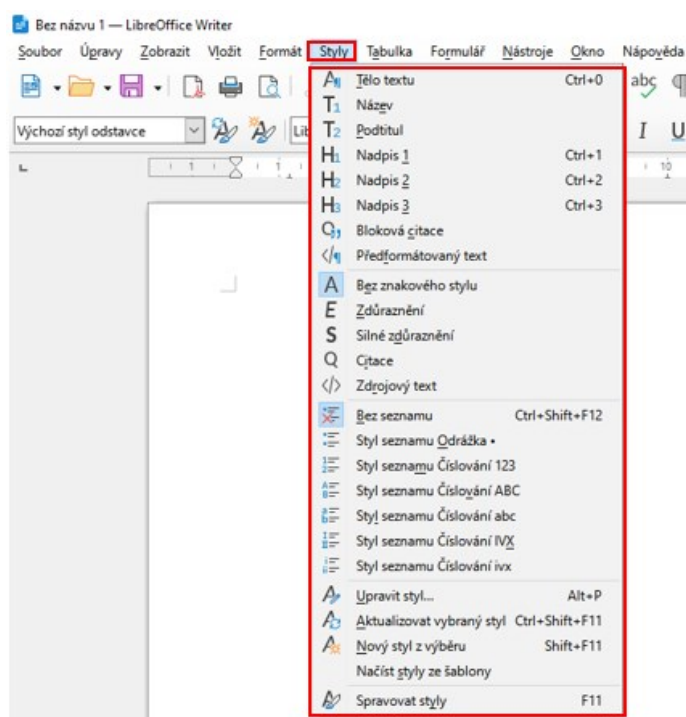 Bez názvu 1 — LibreOffice Writer
Soubor Úpravy Zobrazit Vložit Formát Styly Tabulka Formulář Nástroje Okno Nápověda
Výchozí styl odstavce
Lib
I U
1 1 10
Tělo textu Ctrl+0
Název
Podtitul
Nadpis 1 Ctrl+1
Nadpis 2 Ctrl+2
Nadpis 3 Ctrl+3
Bloková citace
Předformátovaný text
Bez znakového stylu
Zdůraznění
Silné zdůraznění
Citace
Zdrojový text
Bez seznamu Ctrl+Shift+F12
Styl seznamu Odrážka •
Styl seznamu Číslování 123
Styl seznamu Číslování ABC
Styl seznamu Číslování abc
Styl seznamu Číslování IVX
Styl seznamu Číslování ivx
Upravit styl... Alt+P
Aktualizovat vybraný styl Ctrl+Shift+F11
Nový styl z výběru Shift+F11
Načíst styly ze šablony
Spravovat styly F11